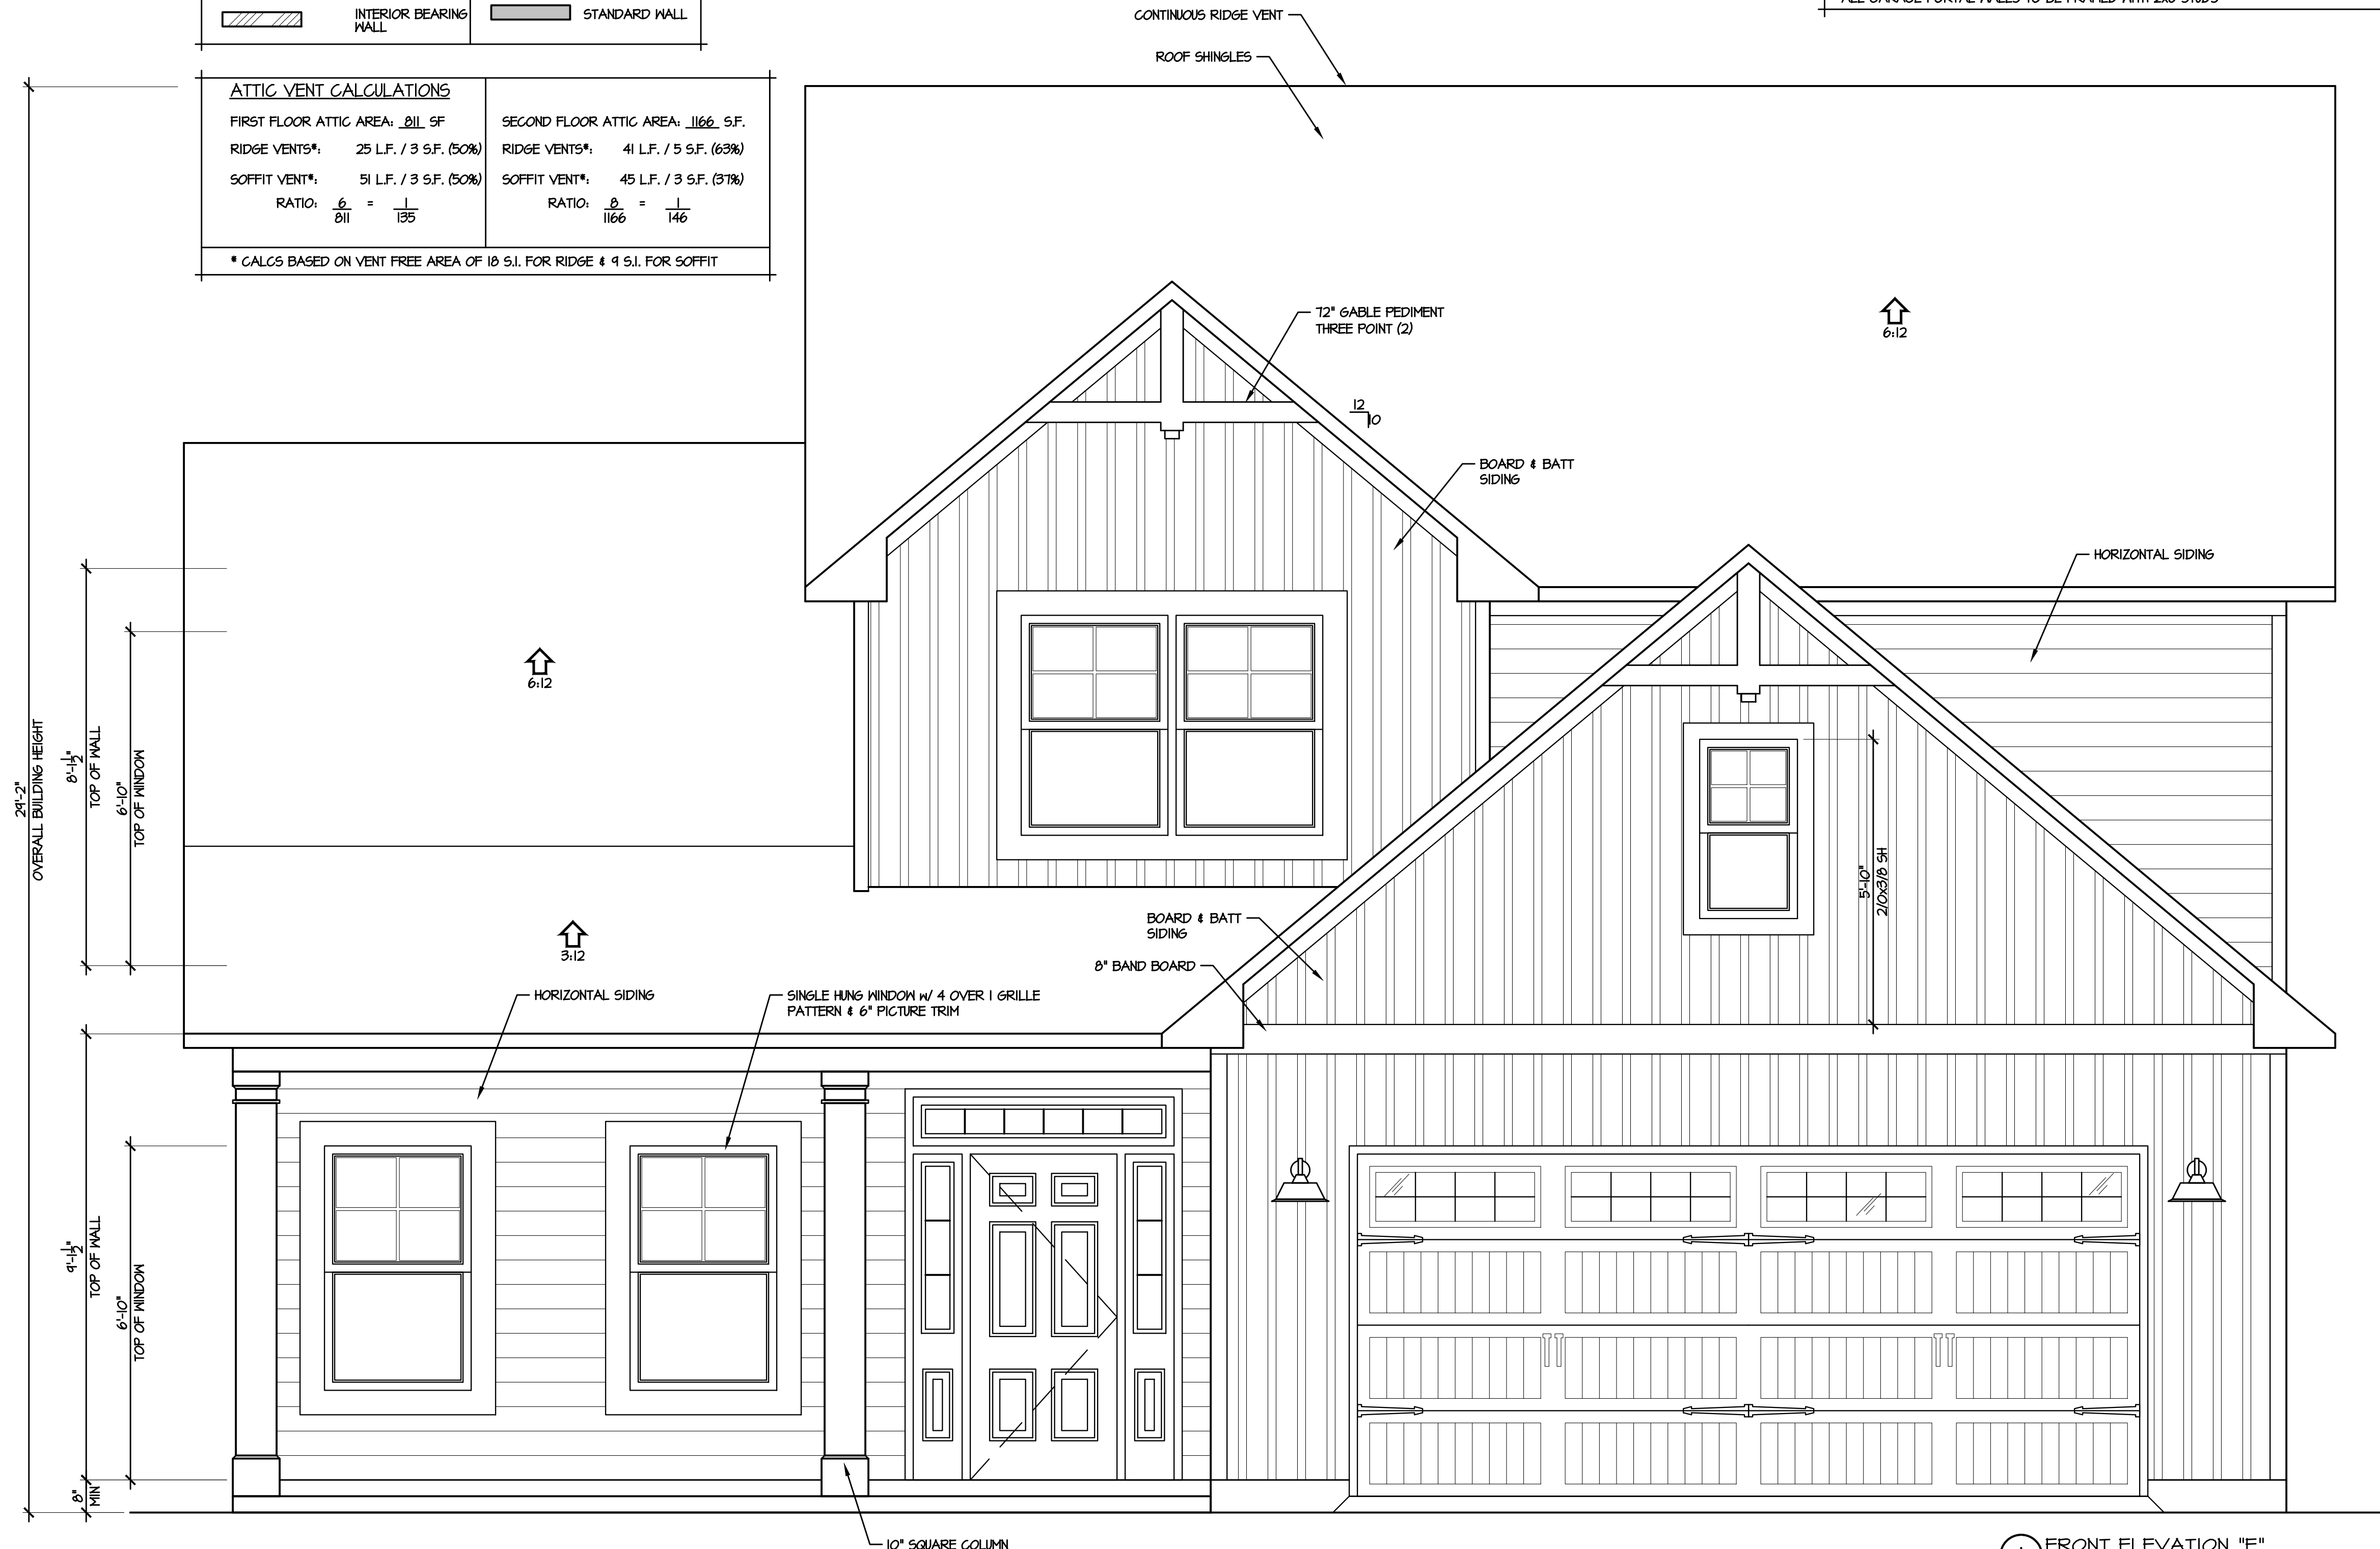 INTERIOR BEARING
WALL
STANDARD WALL
ATTIC VENT CALCULATIONS
FIRST FLOOR ATTIC AREA: 811 SF
RIDGE VENTS*: 25 L.F. / 3 S.F. (50%)
SOFFIT VENT*: 51 L.F. / 3 S.F. (50%)
RATIO: 6 = 1
811 135
SECOND FLOOR ATTIC AREA: 1166 S.F.
RIDGE VENTS*: 41 L.F. / 5 S.F. (63%)
SOFFIT VENT*: 45 L.F. / 3 S.F. (37%)
RATIO: 8 = 1
1166 146
* CALCS BASED ON VENT FREE AREA OF 18 S.I. FOR RIDGE & 9 S.I. FOR SOFFIT
CONTINUOUS RIDGE VENT
ROOF SHINGLES
72" GABLE PEDIMENT
THREE POINT (2)
6:12
12
10
BOARD & BATT
SIDING
HORIZONTAL SIDING
6:12
29'-2"
OVERALL BUILDING HEIGHT
8'-1 1/2"
TOP OF WALL
6'-10"
TOP OF WINDOW
5'-10"
2/0x3/8 SH
BOARD & BATT
SIDING
8" BAND BOARD
3:12
HORIZONTAL SIDING
SINGLE HUNG WINDOW w/ 4 OVER 1 GRILLE
PATTERN & 6" PICTURE TRIM
9'-1 1/2"
TOP OF WALL
6'-10"
TOP OF WINDOW
8"
MIN
10" SQUARE COLUMN
FRONT ELEVATION